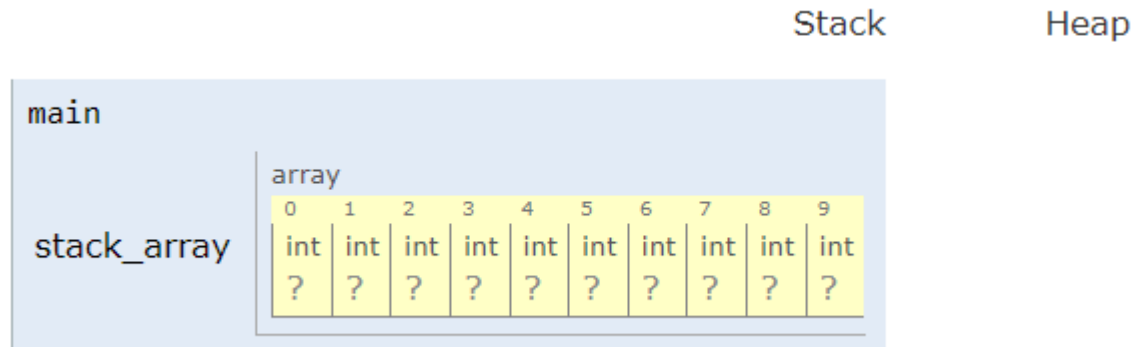 Stack Heap
main
array
0 1 2 3 4 5 6 7 8 9
stack_array int int int int int int int int int int
? ? ? ? ? ? ? ? ? ?